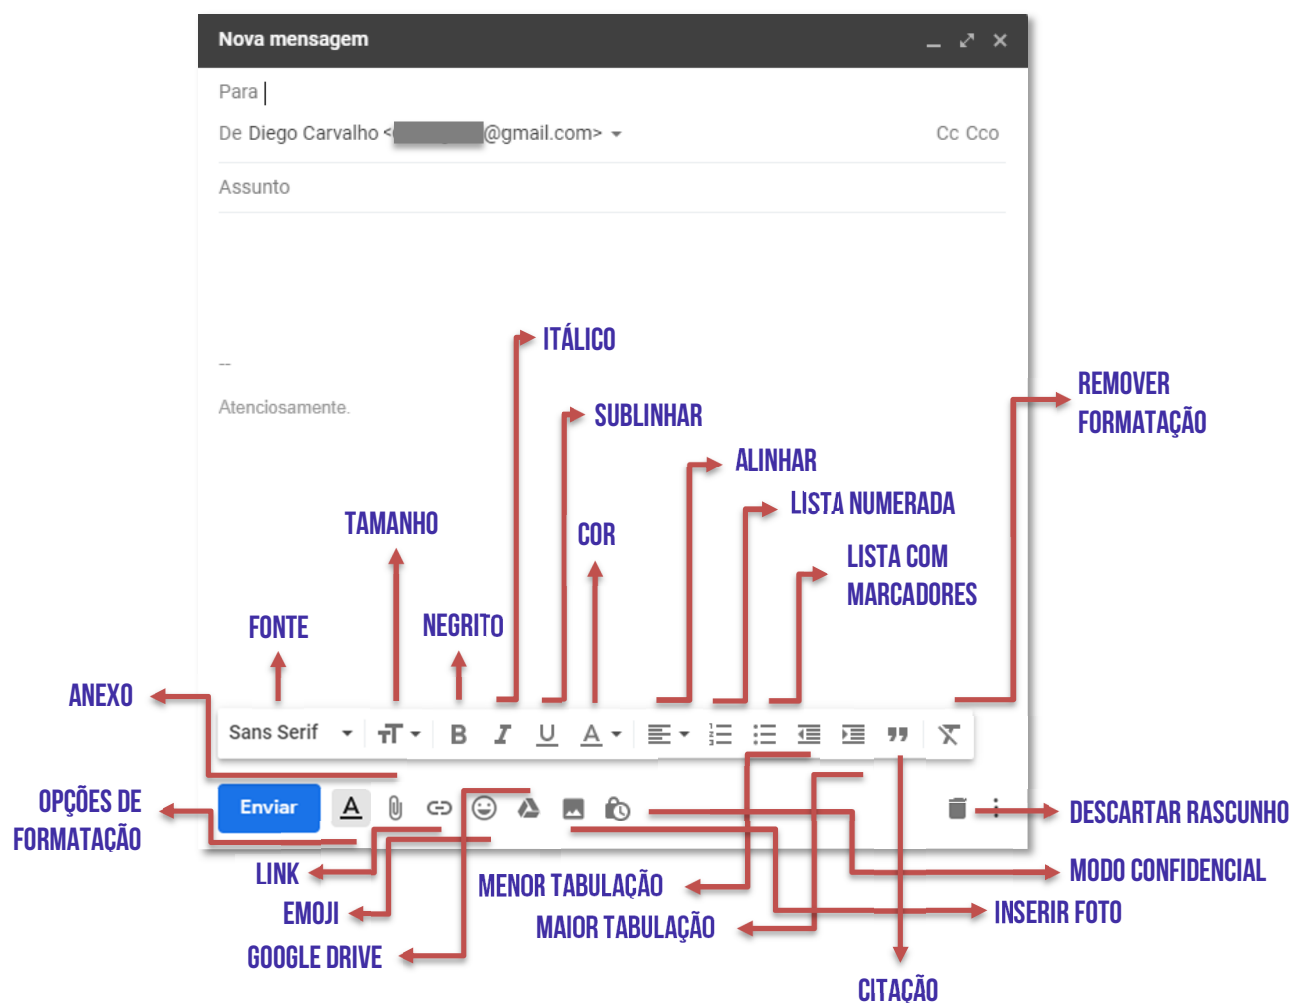 Nova mensagem
Para
De Diego Carvalho < @gmail.com>
Cc Cco
Assunto
--
Atenciosamente.
ITÁLICO
SUBLINHAR
REMOVER
FORMATAÇÃO
ALINHAR
LISTA NUMERADA
TAMANHO
COR
LISTA COM
MARCADORES
FONTE
NEGRITO
ANEXO
Sans Serif
TT
B I U A
OPÇÕES DE
FORMATAÇÃO
Enviar
A
DESCARTAR RASCUNHO
LINK
MENOR TABULAÇÃO
MODO CONFIDENCIAL
EMOJI
MAIOR TABULAÇÃO
INSERIR FOTO
GOOGLE DRIVE
CITAÇÃO